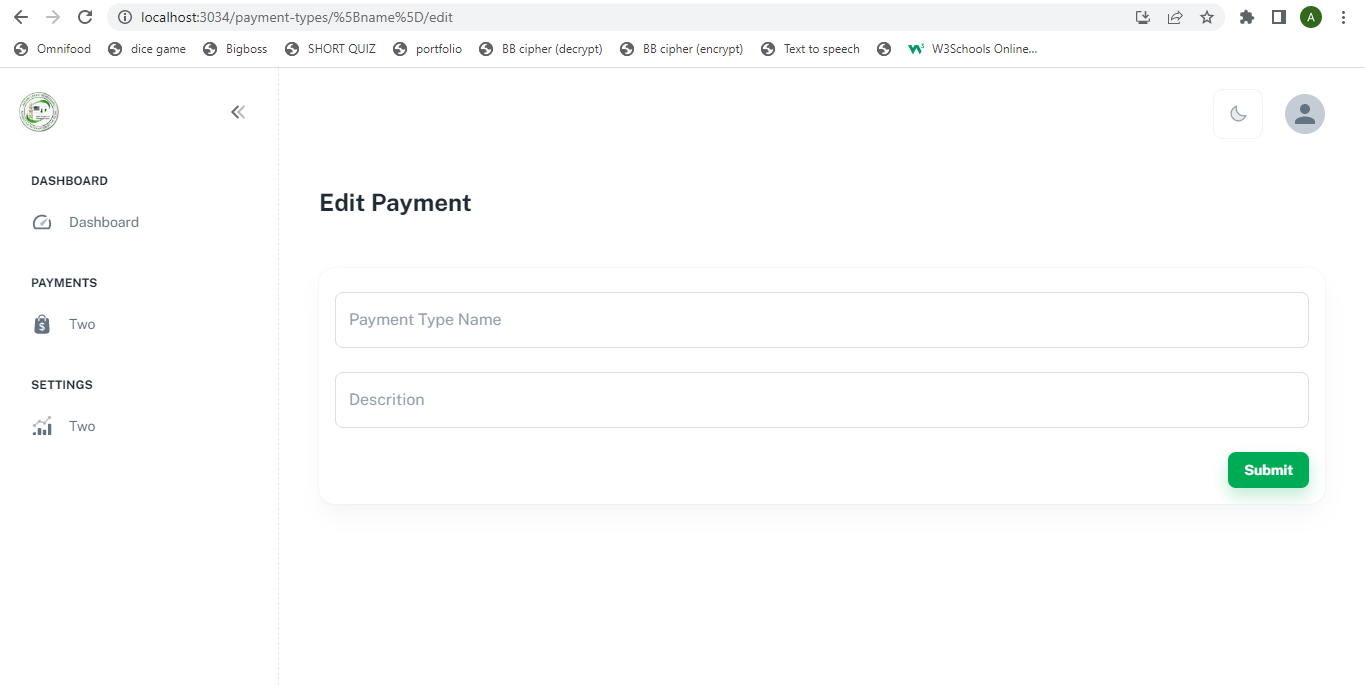 localhost:3034/payment-types/%5Bname%5D/edit
A
Omnifood dice game Bigboss SHORT QUIZ portfolio BB cipher (decrypt) BB cipher (encrypt) Text to speech W3Schools Online...
DASHBOARD
Dashboard
PAYMENTS
Two
SETTINGS
Two
Edit Payment
Payment Type Name
Descrition
Submit